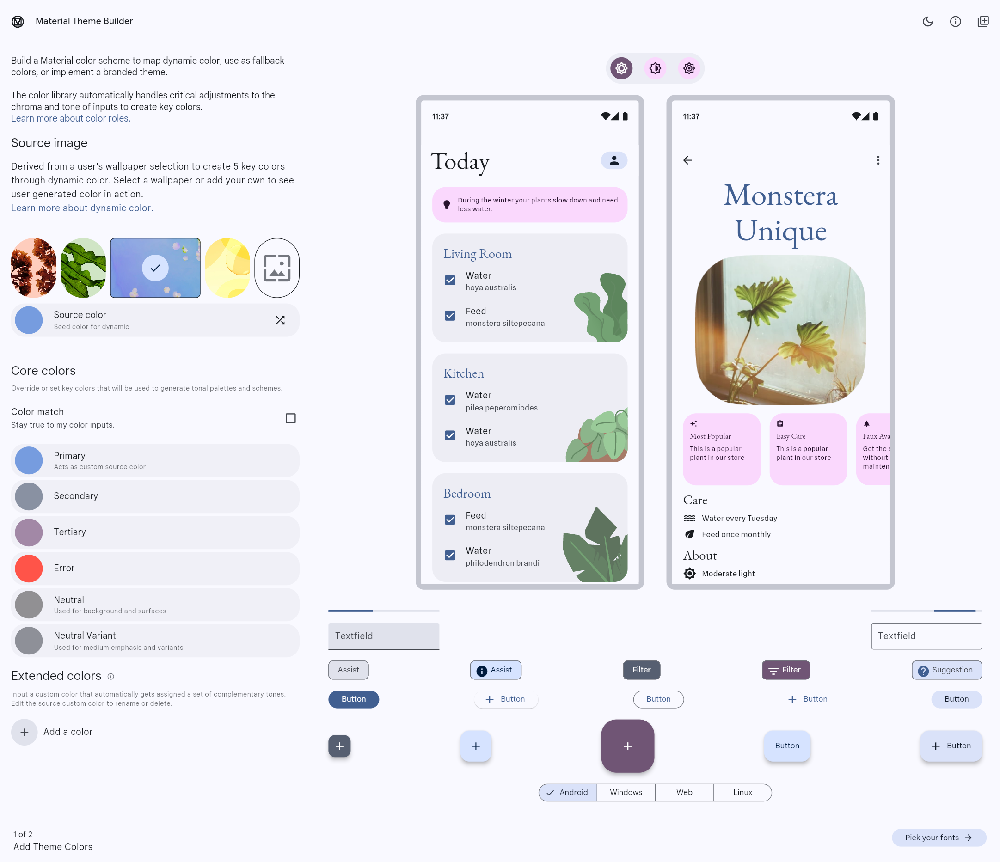 Material Theme Builder
Build a Material color scheme to map dynamic color, use as fallback
colors, or implement a branded theme.
The color library automatically handles critical adjustments to the
chroma and tone of inputs to create key colors.
Learn more about color roles.
Source image
Derived from a user’s wallpaper selection to create 5 key colors
through dynamic color. Select a wallpaper or add your own to see
user generated color in action.
Learn more about dynamic color.
Source color
Seed color for dynamic
Core colors
Override or set key colors that will be used to generate tonal palettes and schemes.
Color match
Stay true to my color inputs.
Primary
Acts as custom source color
Secondary
Tertiary
Error
Neutral
Used for background and surfaces
Neutral Variant
Used for medium emphasis and variants
Extended colors
Input a custom color that automatically gets assigned a set of complementary tones.
Edit the source custom color to rename or delete.
Add a color
11:37
Today
During the winter your plants slow down and need
less water.
Living Room
Water
hoya australis
Feed
monstera siltepecana
Kitchen
Water
pilea peperomiodes
Water
hoya australis
Bedroom
Feed
monstera siltepecana
Water
philodendron brandi
11:37
Monstera
Unique
Most Popular
This is a popular
plant in our store
Easy Care
This is a popular
plant in our store
Faux Ava
Get the s
without
mainten
Care
Water every Tuesday
Feed once monthly
About
Moderate light
Textfield
Textfield
Assist
Assist
Filter
Filter
Suggestion
Button
Button
Button
Button
Button
Button
Button
Android
Windows
Web
Linux
1 of 2
Add Theme Colors
Pick your fonts